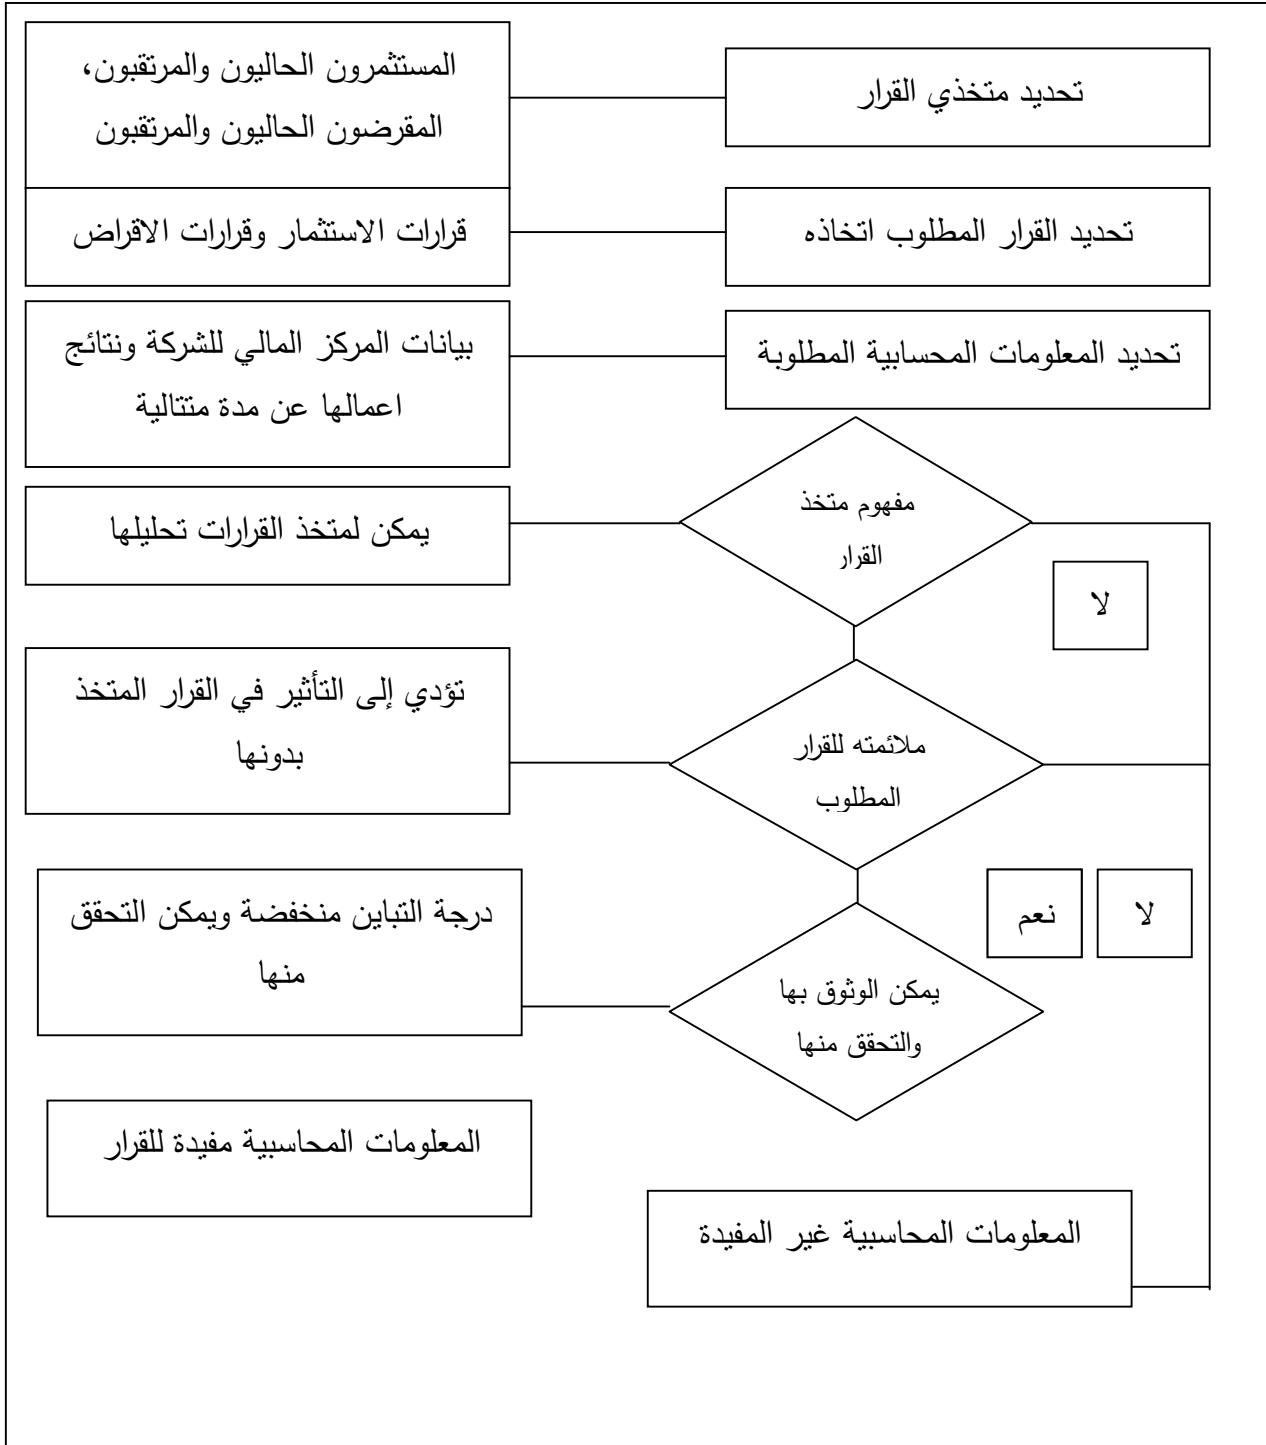 تحديد متخذي القرار
المستثمرون الحاليون والمرتقبون،
المقرضون الحاليون والمرتقبون
تحديد القرار المطلوب اتخاذه
قرارات الاستثمار وقرارات الاقراض
تحديد المعلومات المحسابية المطلوبة
بيانات المركز المالي للشركة ونتائج
اعمالها عن مدة متتالية
مفهوم متخذ
القرار
يمكن لمتخذ القرارات تحليلها
لا
ملائمته للقرار
المطلوب
تؤدي إلى التأثير في القرار المتخذ
بدونها
لا
نعم
يمكن الوثوق بها
والتحقق منها
درجة التباين منخفضة ويمكن التحقق
منها
المعلومات المحاسبية مفيدة للقرار
المعلومات المحاسبية غير المفيدة